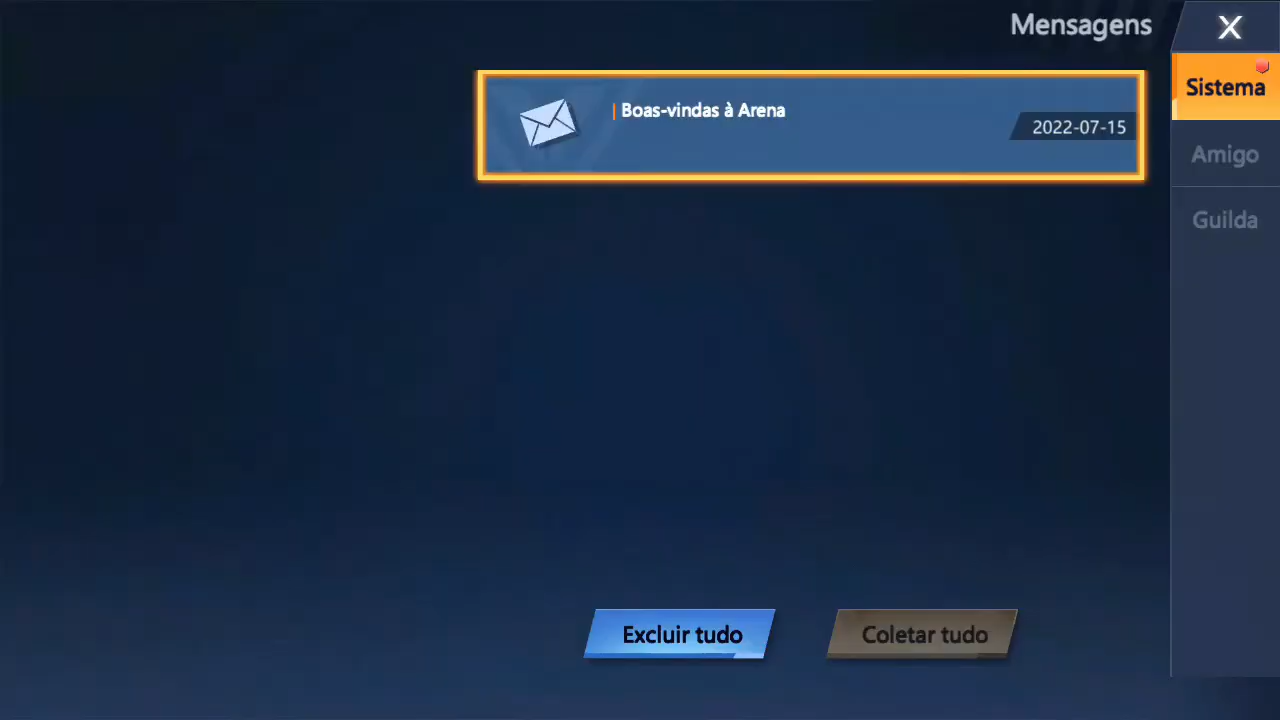 Mensagens
X
Boas-vindas à Arena
2022-07-15
Sistema
Amigo
Guilda
Excluir tudo
Coletar tudo